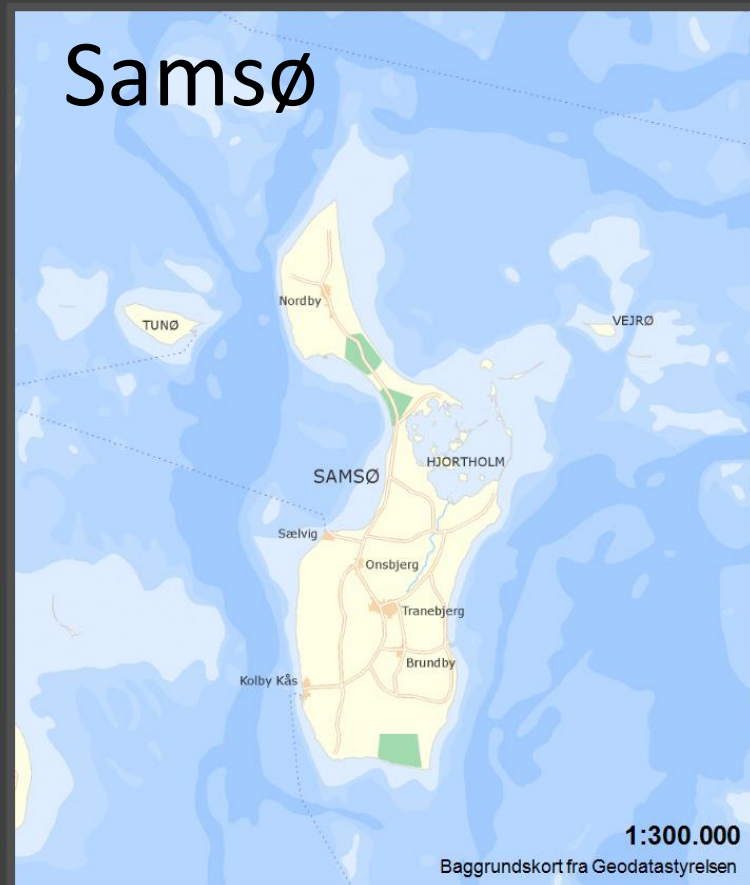 Samsø
Nordby
TUNØ
VEJRØ
HJORTHOLM
SAMSØ
Sælvig
Onsbjerg
Tranebjerg
Brundby
Kolby Kås
1:300.000
Baggrundskort fra Geodatastyrelsen